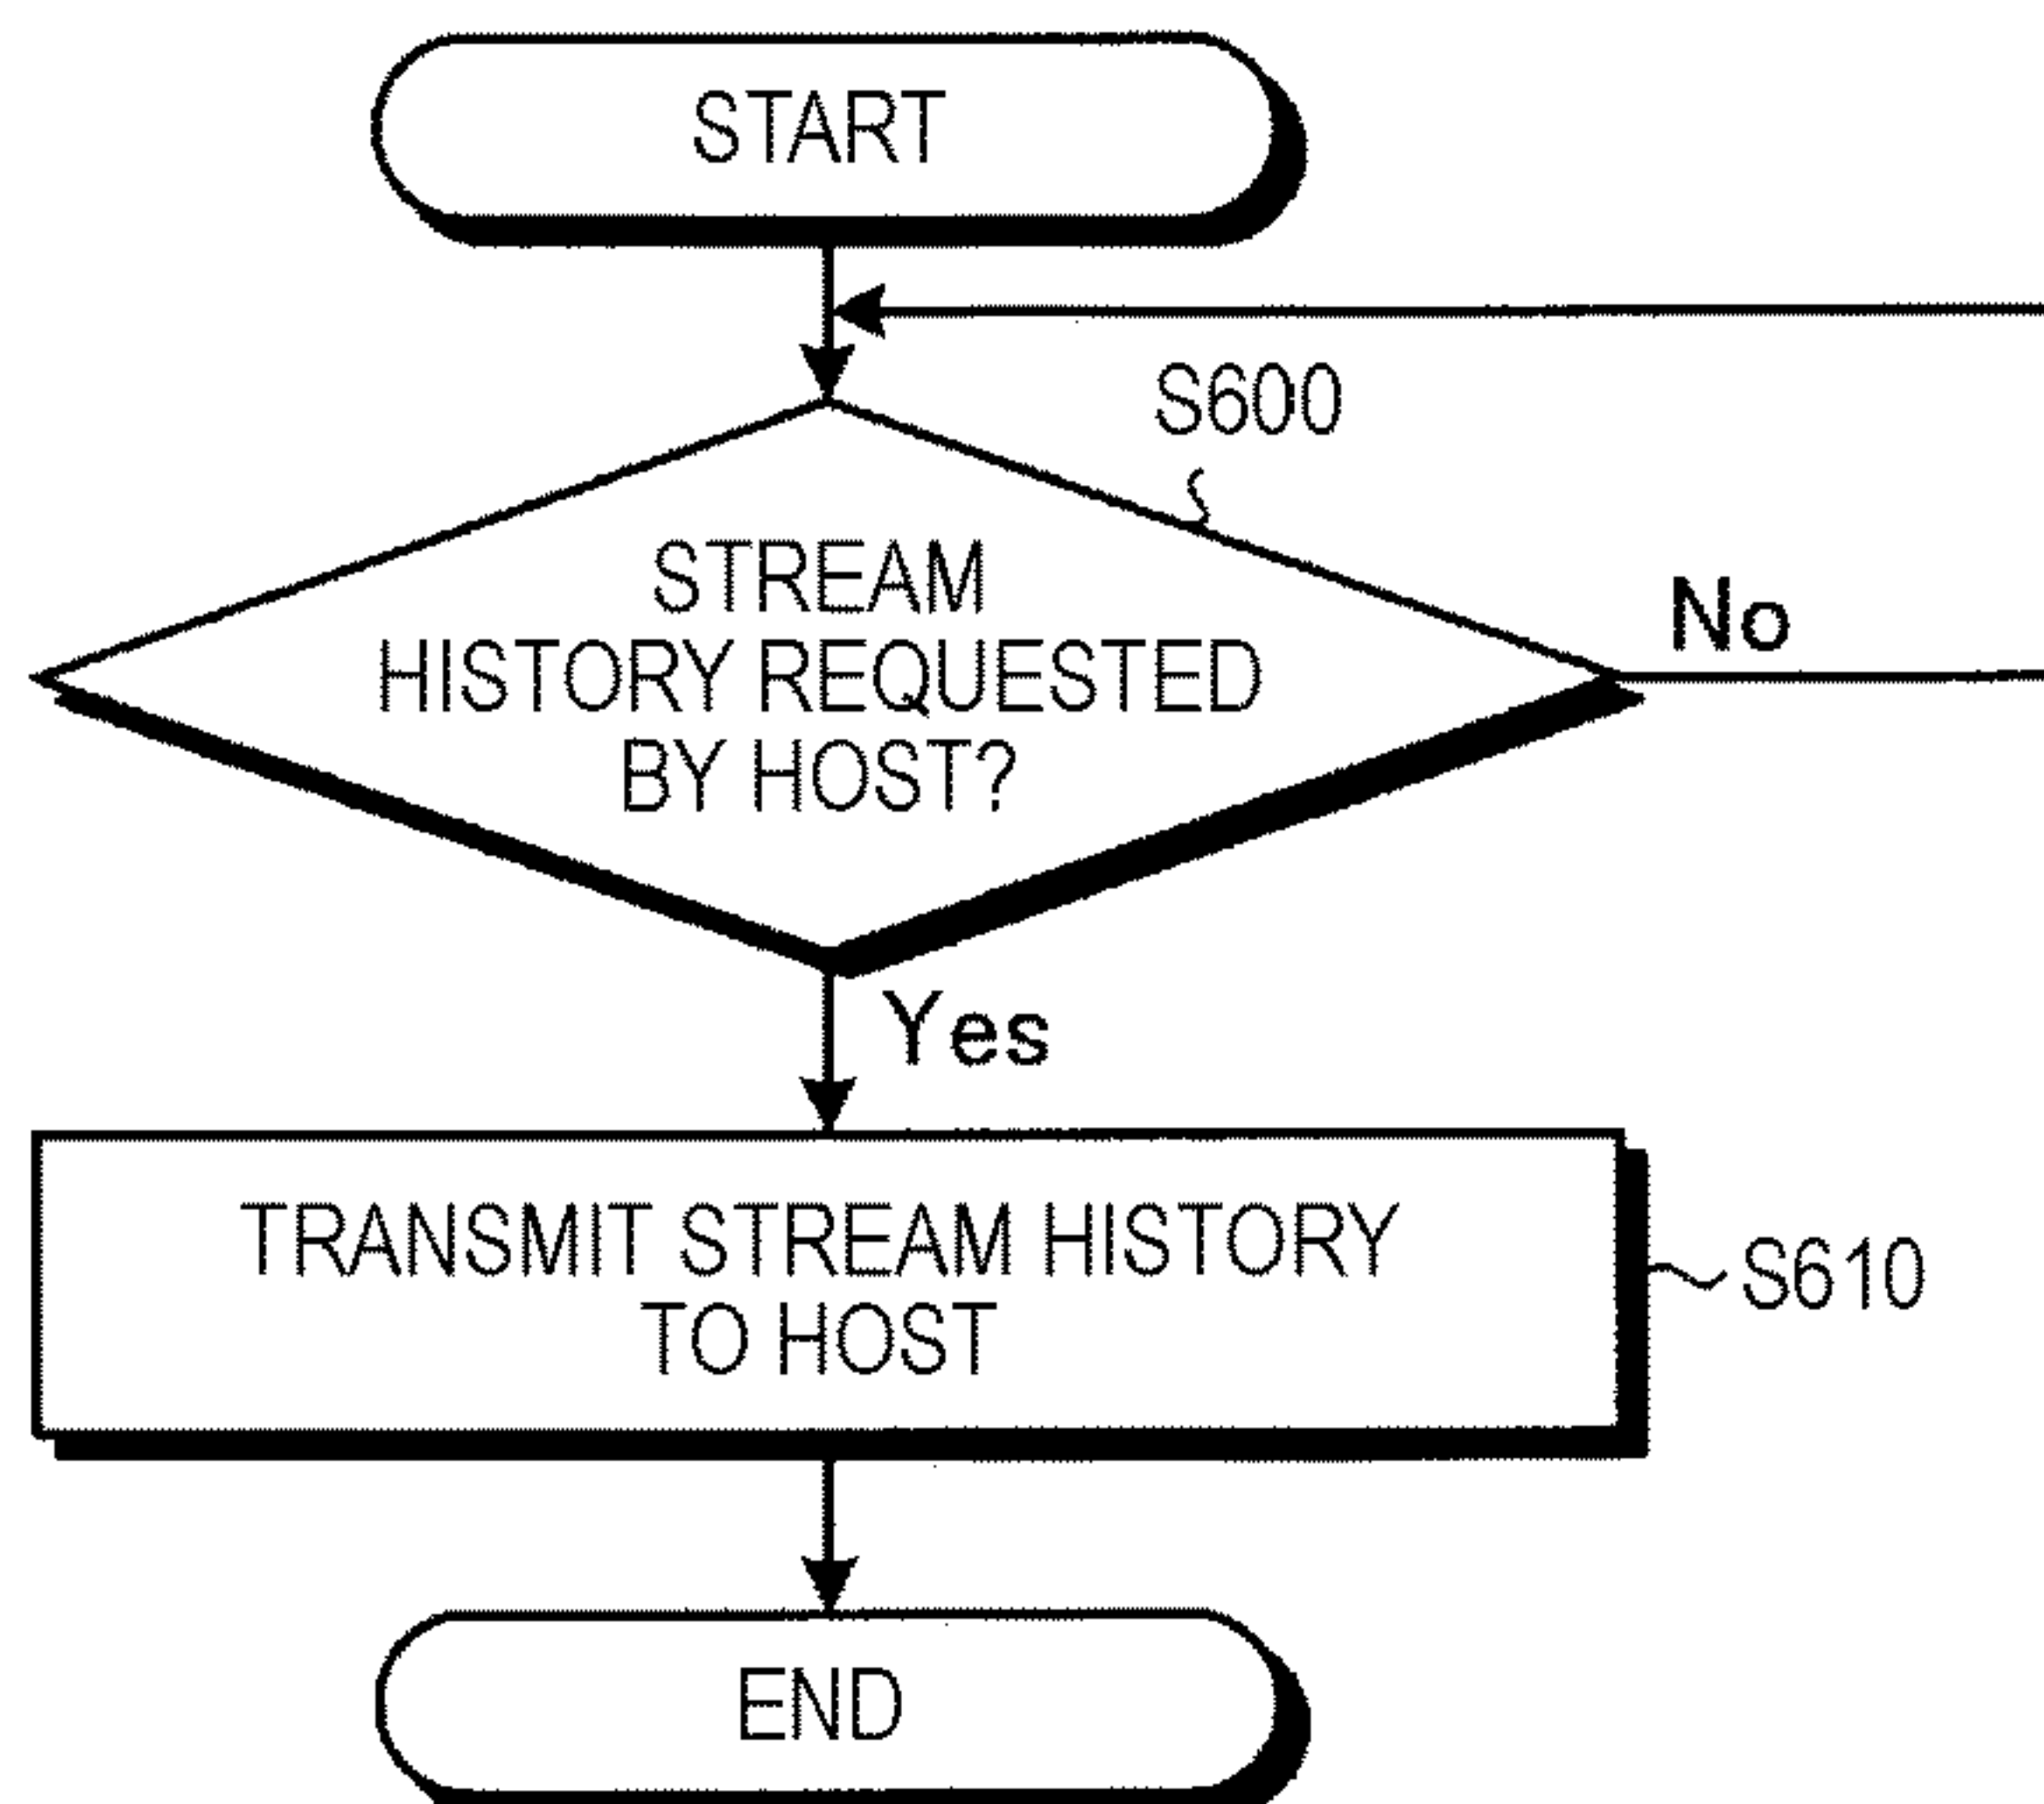 START
S600
STREAM
HISTORY REQUESTED
BY HOST?
No
Yes
TRANSMIT STREAM HISTORY
TO HOST
S610
END